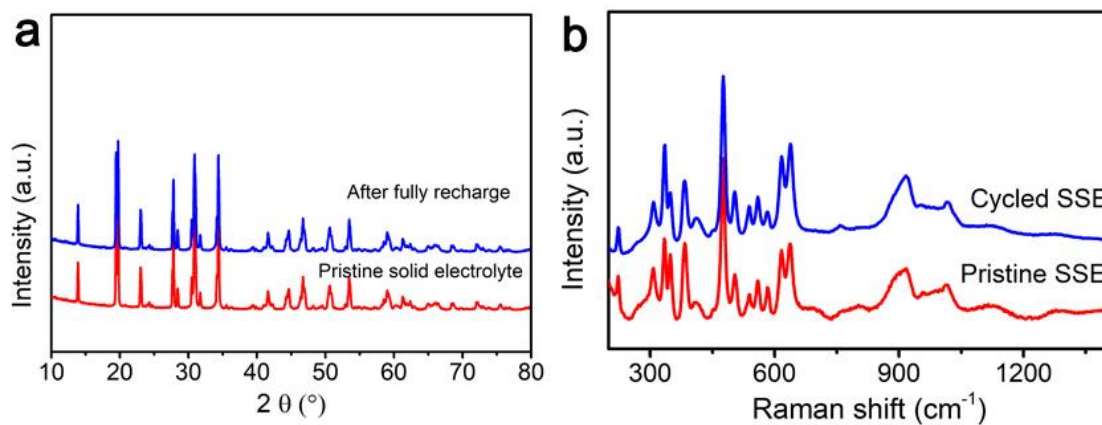 a
Intensity (a.u.)
After fully recharge
Pristine solid electrolyte
10 20 30 40 50 60 70 80
2 θ (°)
b
Intensity (a.u.)
Cycled SSE
Pristine SSE
300 600 900 1200
Raman shift (cm⁻¹)